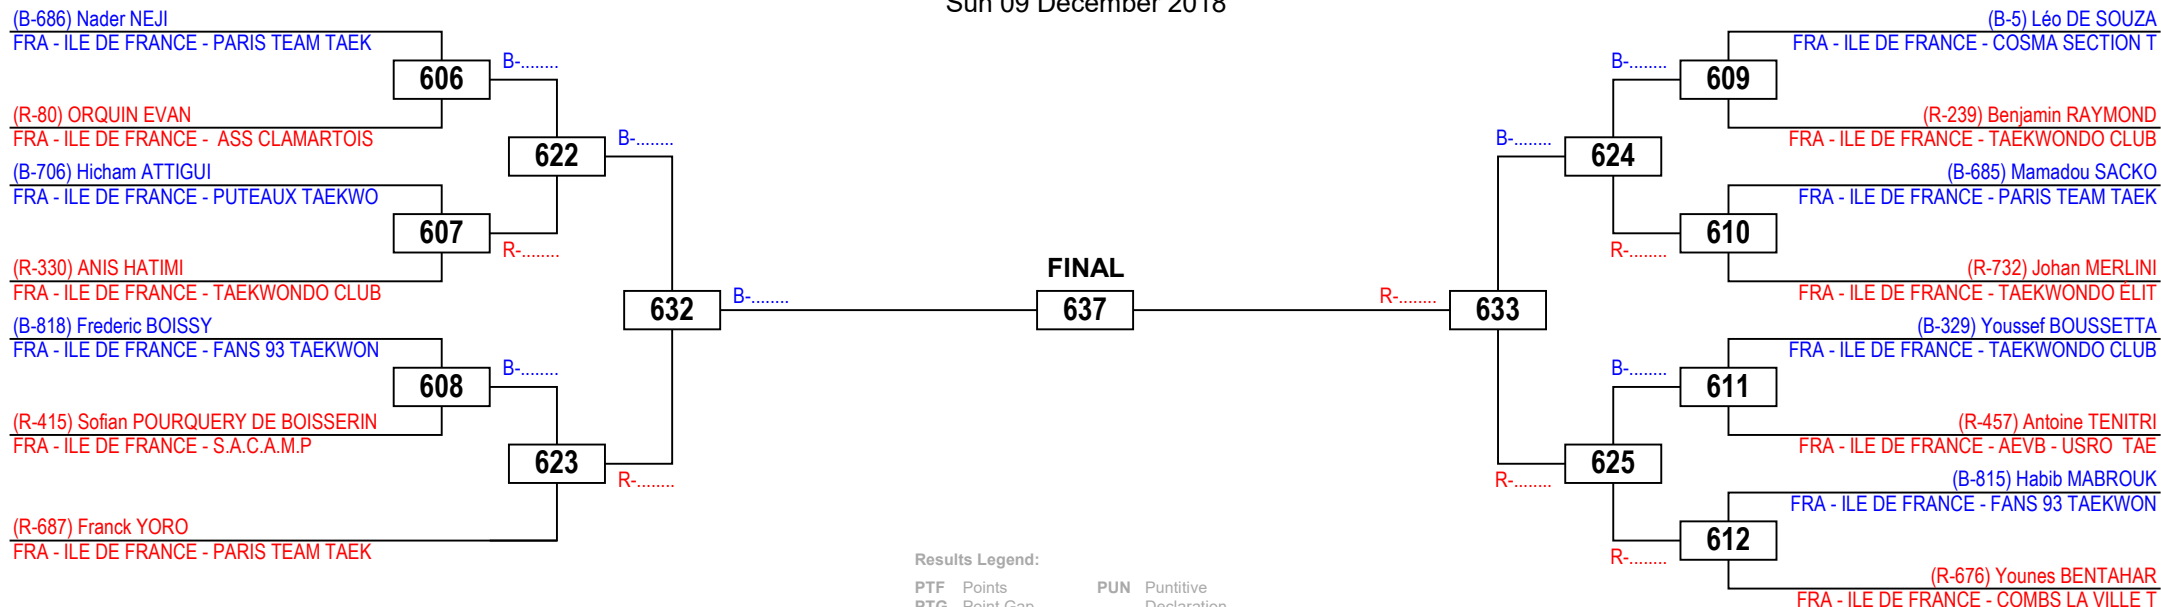 Sun 09 December 2018
(B-686) Nader NEJI
FRA - ILE DE FRANCE - PARIS TEAM TAEK
606
B-........
(R-80) ORQUIN EVAN
FRA - ILE DE FRANCE -  ASS CLAMARTOIS
622
B-........
(B-706) Hicham ATTIGUI
FRA - ILE DE FRANCE - PUTEAUX TAEKWO
607
R-........
(R-330) ANIS HATIMI
FRA - ILE DE FRANCE - TAEKWONDO CLUB
632
B-........
(B-818) Frederic BOISSY
FRA - ILE DE FRANCE - FANS 93 TAEKWON
608
B-........
(R-415) Sofian POURQUERY DE BOISSERIN
FRA - ILE DE FRANCE - S.A.C.A.M.P
623
R-........
(R-687) Franck YORO
FRA - ILE DE FRANCE - PARIS TEAM TAEK
FINAL
637
(B-5) Léo DE SOUZA
FRA - ILE DE FRANCE - COSMA SECTION T
B-........
609
(R-239) Benjamin RAYMOND
FRA - ILE DE FRANCE - TAEKWONDO CLUB
B-........
624
(B-685) Mamadou SACKO
FRA - ILE DE FRANCE - PARIS TEAM TAEK
610
R-........
(R-732) Johan MERLINI
FRA - ILE DE FRANCE - TAEKWONDO ÉLIT
R-........
633
(B-329) Youssef BOUSSETTA
FRA - ILE DE FRANCE - TAEKWONDO CLUB
B-........
611
(R-457) Antoine TENITRI
FRA - ILE DE FRANCE - AEVB - USRO  TAE
625
R-........
(B-815) Habib MABROUK
FRA - ILE DE FRANCE - FANS 93 TAEKWON
612
R-........
(R-676) Younes BENTAHAR
FRA - ILE DE FRANCE - COMBS LA VILLE T
Results Legend:
PTF Points PUN Puntitive
PTG Point Gap Declaration